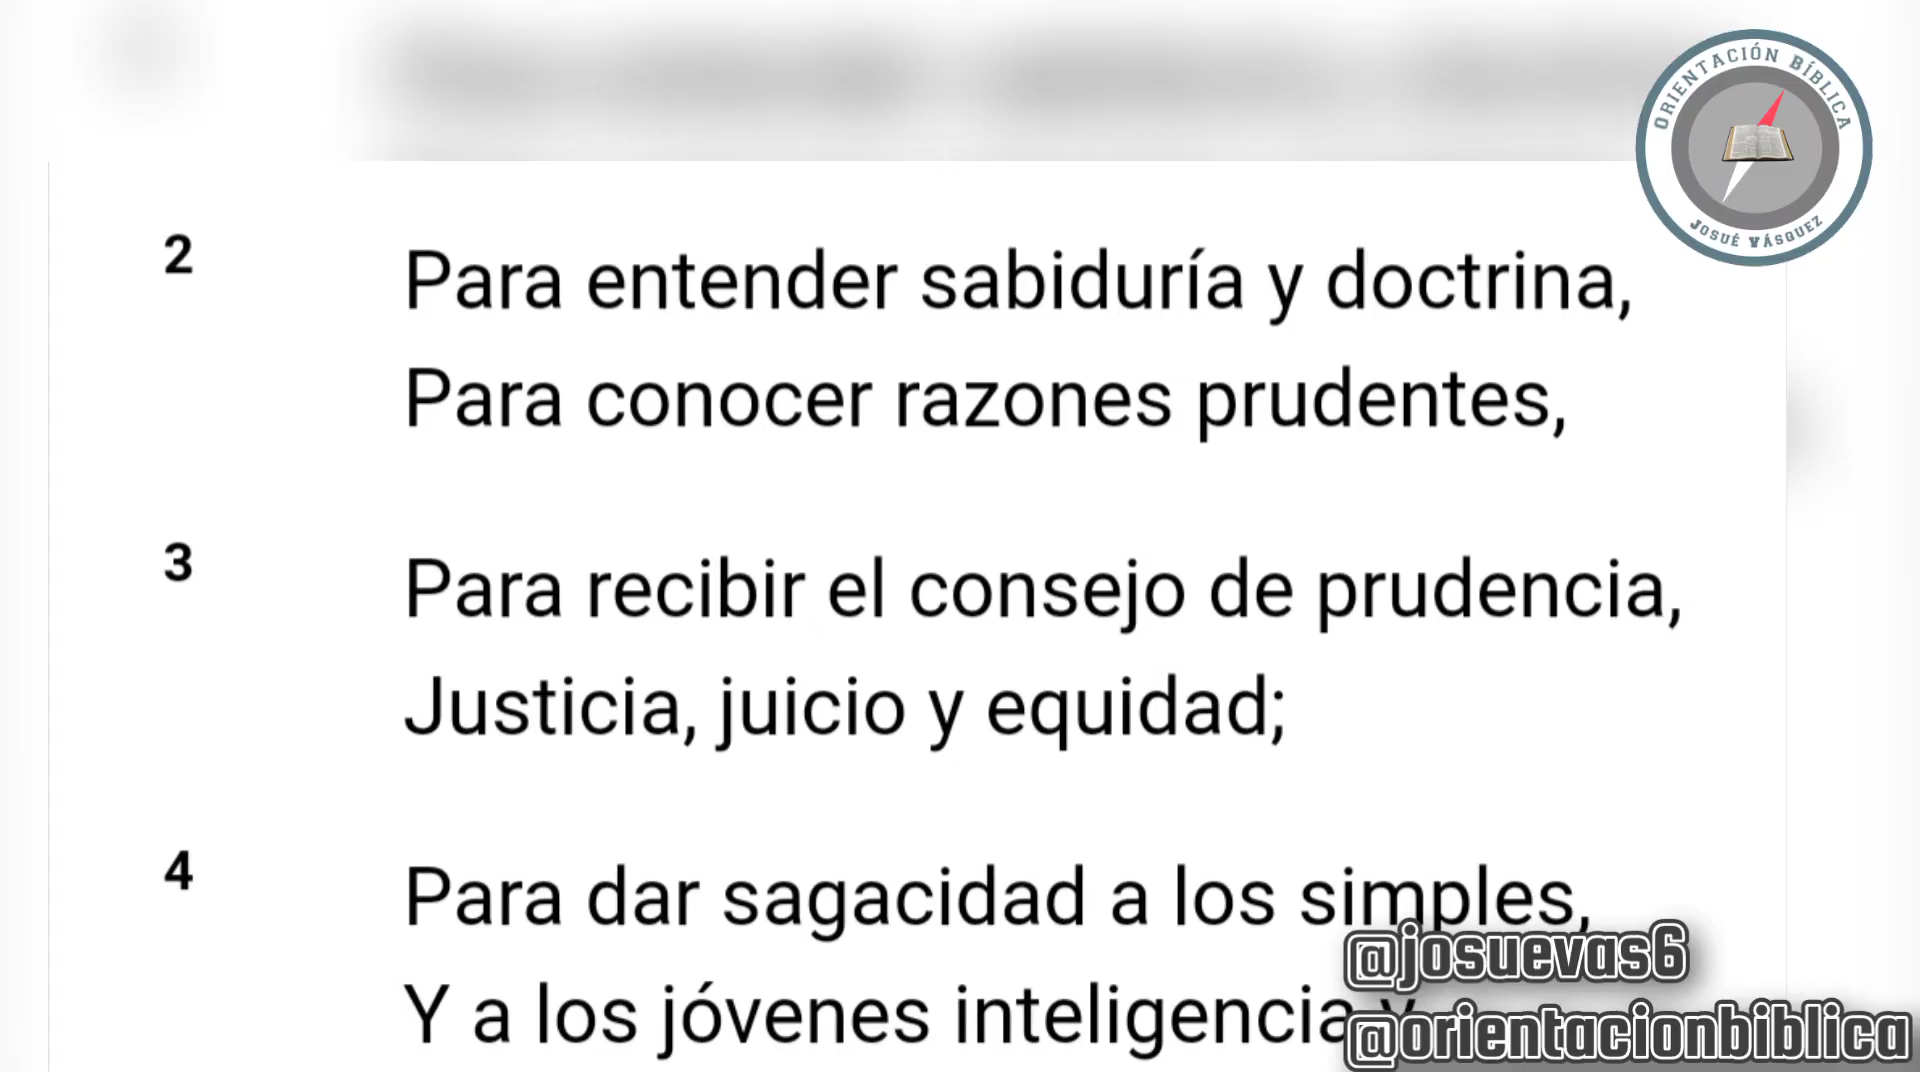 ORIENTACIÓN BÍBLICA
JOSUÉ VÁSQUEZ
2 Para entender sabiduría y doctrina,
Para conocer razones prudentes,
3 Para recibir el consejo de prudencia,
Justicia, juicio y equidad;
4 Para dar sagacidad a los simples,
Y a los jóvenes inteligencia y
@josuevas6
@orientacionbiblica